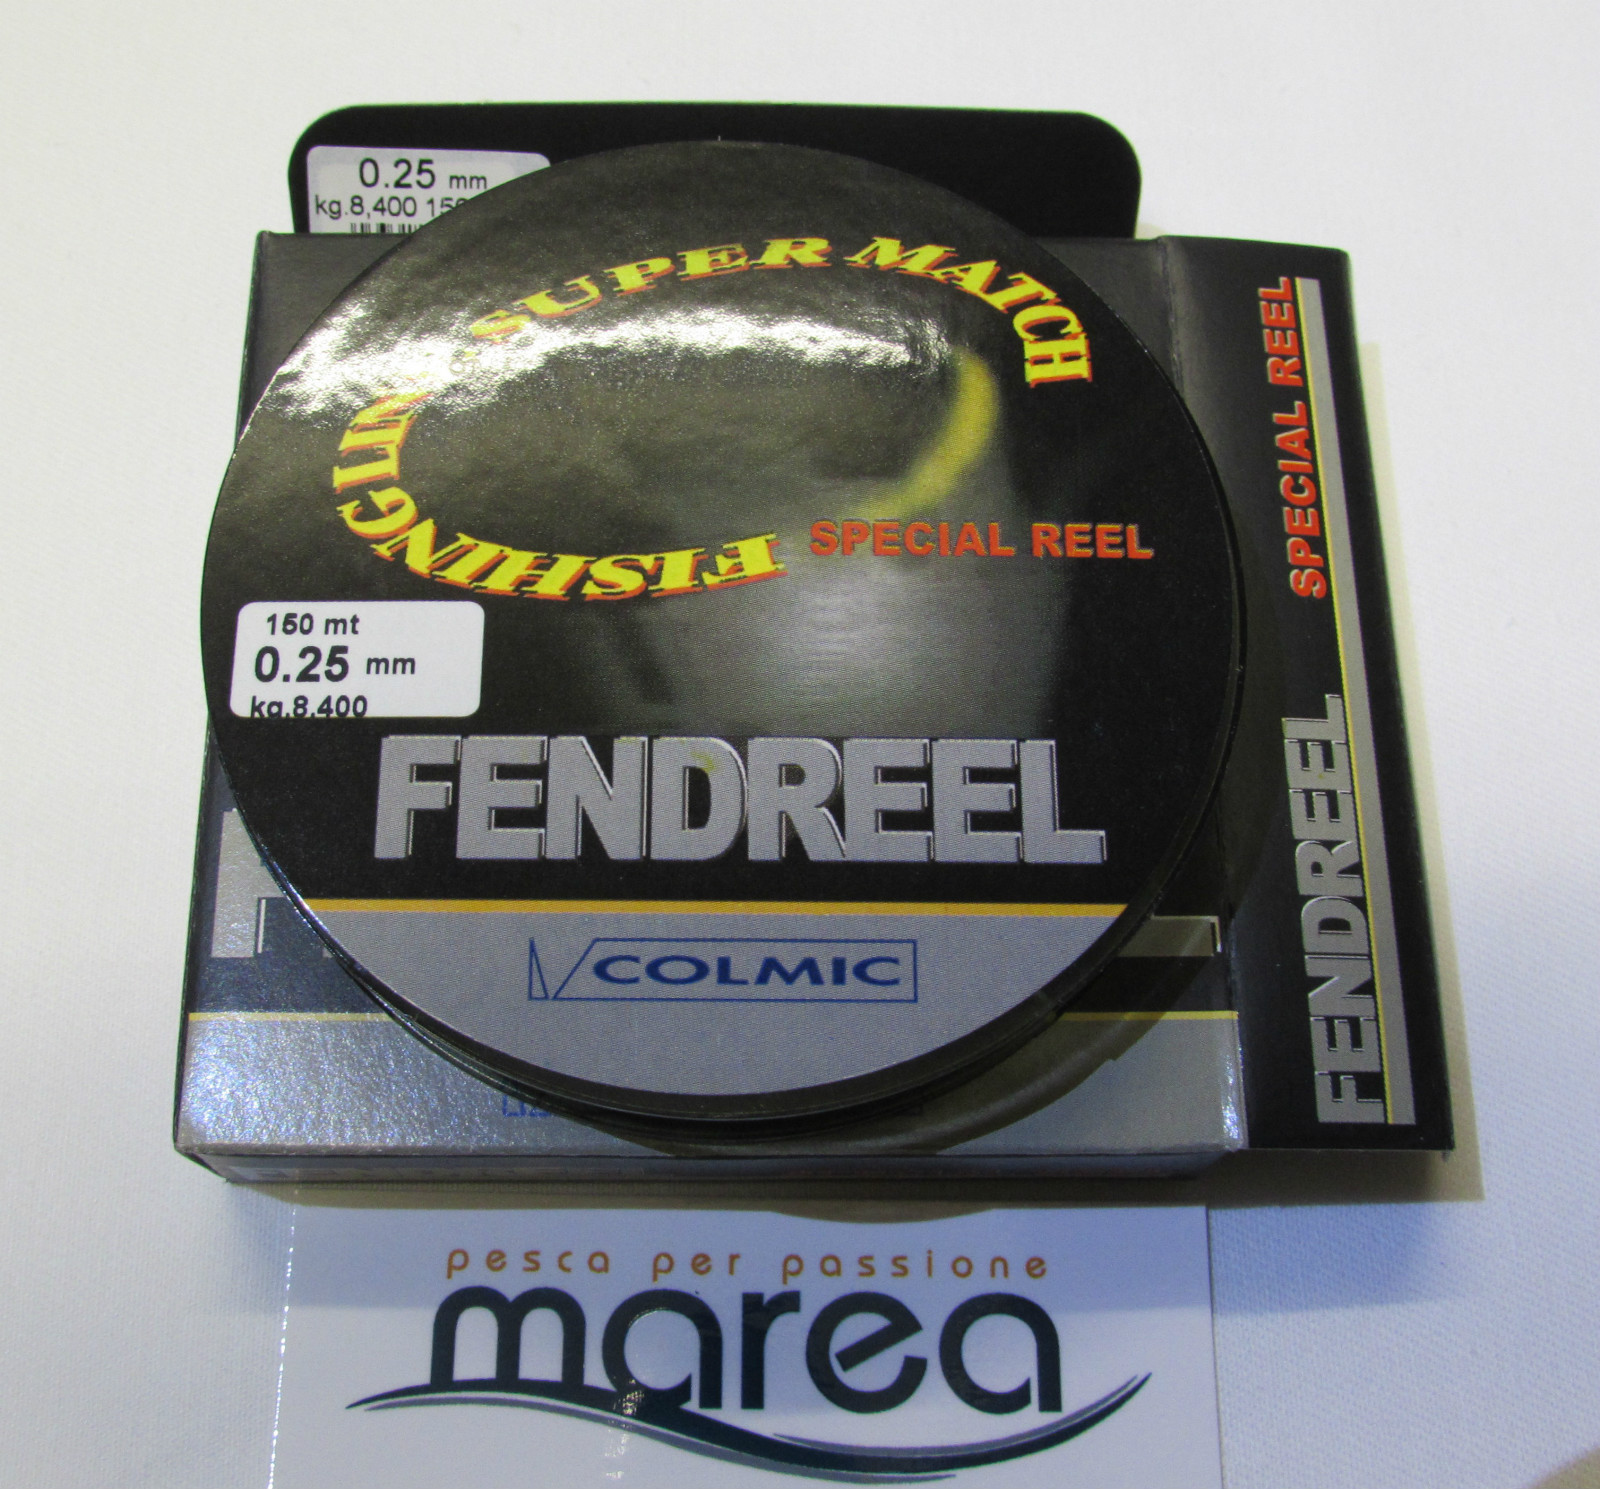 0.25 mm
kg.8,400
FISHING LINE SUPER MATCH
SPECIAL REEL
150 mt
0.25 mm
kg.8,400
FENDREEL
COLMIC
SPECIAL REEL
FENDREEL
pesca per passione
marea